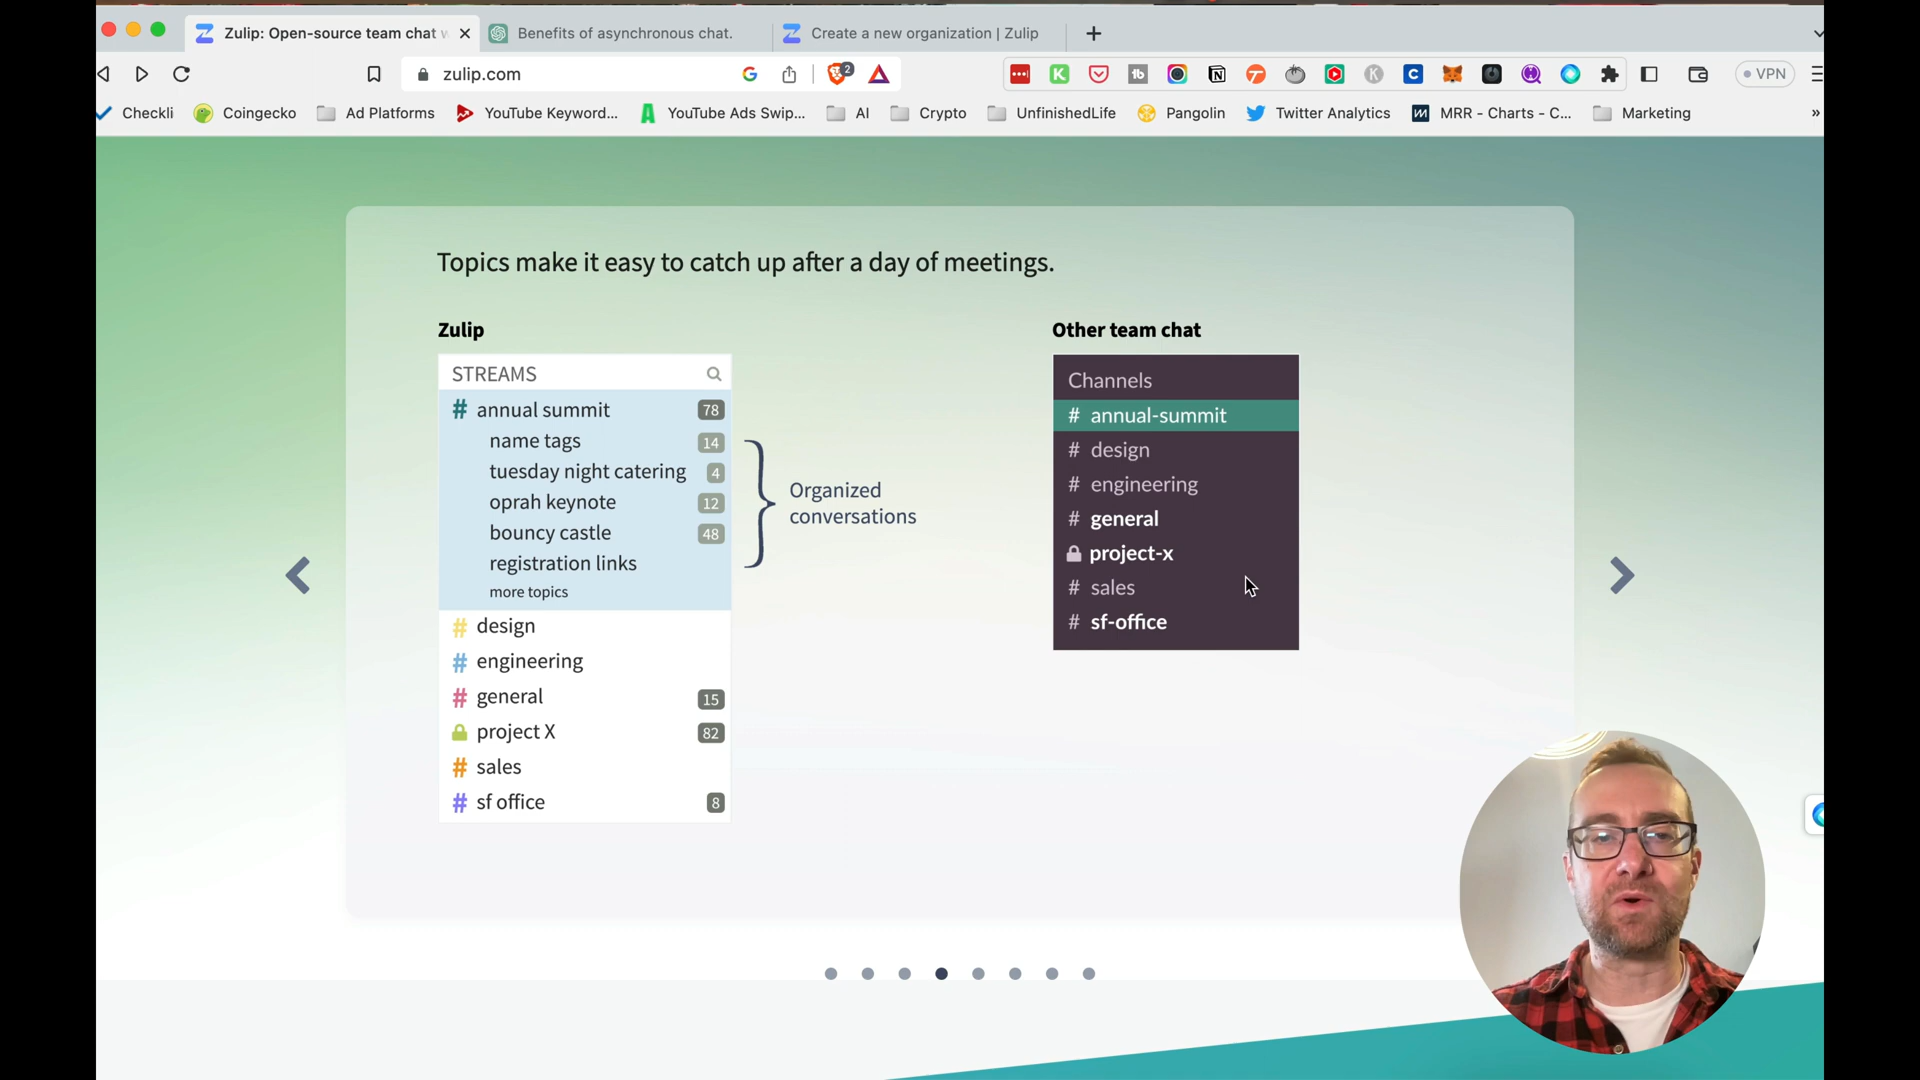 Zulip: Open-source team chat w
Benefits of asynchronous chat.
Create a new organization | Zulip
zulip.com
2
VPN
Checkli
Coingecko
Ad Platforms
YouTube Keyword...
YouTube Ads Swip...
AI
Crypto
UnfinishedLife
Pangolin
Twitter Analytics
MRR - Charts - C...
Marketing
»
Topics make it easy to catch up after a day of meetings.
Zulip
STREAMS
# annual summit 78
name tags 14
tuesday night catering 4
oprah keynote 12
bouncy castle 48
registration links
more topics
# design
# engineering
# general 15
project X 82
# sales
# sf office 8
Organized
conversations
Other team chat
Channels
# annual-summit
# design
# engineering
# general
project-x
# sales
# sf-office